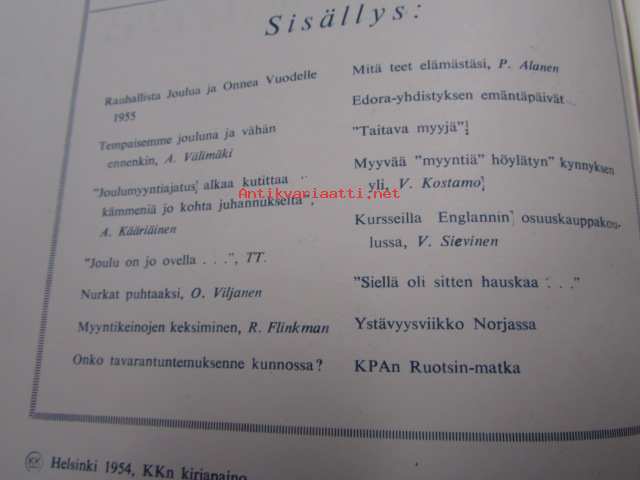 Sisällys:
Rauhallista Joulua ja Onnea Vuodelle
1955
Tempaisemme jouluna ja vähän
ennenkin, A. Välimäki
"Joulumyyntiajatus alkaa kutittaa
kämmeniä jo kohta juhannukselta",
A. Kääriäinen
"Joulu on jo ovella . . .", TT.
Nurkat puhtaaksi, O. Viljanen
Myyntikeinojen keksiminen, R. Flinkman
Onko tavarantuntemuksenne kunnossa?
Mitä teet elämästäsi, P. Alanen
Edora-yhdistyksen emäntäpäivät
"Taitava myyjä"
Myyvää "myyntiä" höylätyn" kynnyksen
yli, V. Kostamo
Kursseilla Englannin osuuskauppakou-
lussa, V. Sievinen
"Siellä oli sitten hauskaa . . ."
Ystävyysviikko Norjassa
KPAn Ruotsin-matka
Antikvariaatti.net
KK Helsinki 1954, KKn kirjapaino